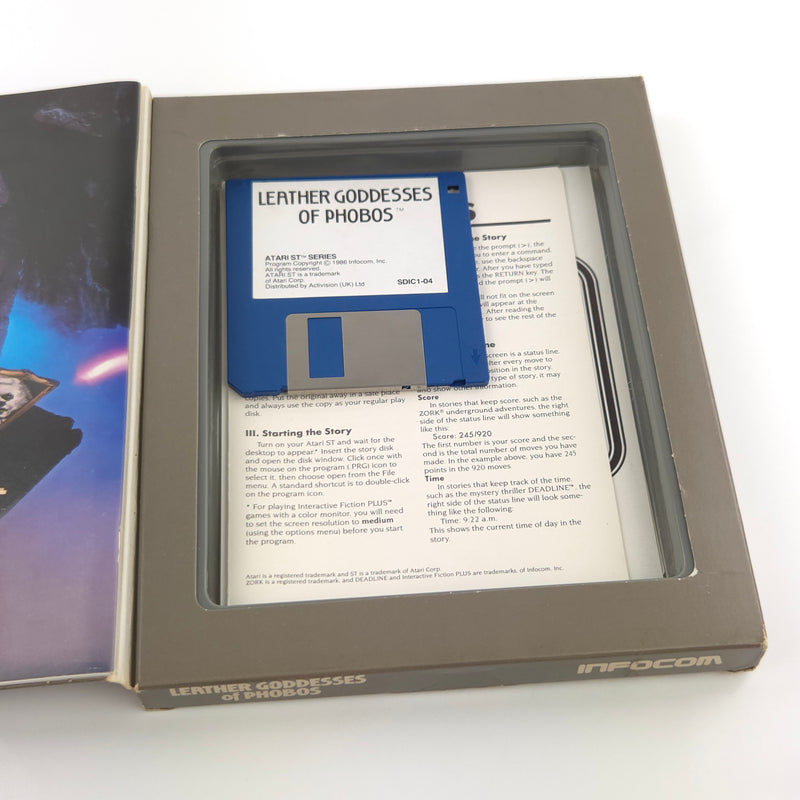 LEATHER GODDESSES
OF PHOBOS™
ATARI ST™ SERIES
Program Copyright © 1986 Infocom, Inc.
All rights reserved.
ATARI ST is a trademark
of Atari Corp.
Distributed by Activision (UK) Ltd
SDIC1-04
copies. Put the original away in a safe place
and always use the copy as your regular play
disk.
III. Starting the Story
Turn on your Atari ST and wait for the
desktop to appear.* Insert the story disk
and open the disk window. Click once with
the mouse on the program (.PRG) icon to
select it, then choose open from the File
menu. A standard shortcut is to double-click
on the program icon.
* For playing Interactive Fiction PLUS™
games with a color monitor, you will need
to set the screen resolution to medium
(using the options menu) before you start
the program.
S
the Story
the prompt (>), the
you to enter a command.
use the backspace
After you have typed
the RETURN key. The
and the prompt (>) will
will not fit on the screen
will appear at the
After reading the
to see the rest of the
screen is a status line.
after every move to
position in the story.
type of story, it may
also show other information.
Score
In stories that keep score, such as the
ZORK® underground adventures, the right
side of the status line will show something
like this:
Score: 245/920
The first number is your score and the sec-
ond is the total number of moves you have
made. In the example above, you have 245
points in the 920 moves
Time
In stories that keep track of the time,
such as the mystery thriller DEADLINE™, the
right side of the status line will look some-
thing like the following:
Time: 9:22 a.m.
This shows the current time of day in the
story.
Atari is a registered trademark and ST is a trademark of Atari Corp.
ZORK is a registered trademark, and DEADLINE and Interactive Fiction PLUS are trademarks, of Infocom, Inc.
LEATHER GODDESSES
of PHOBOS
INFOCOM